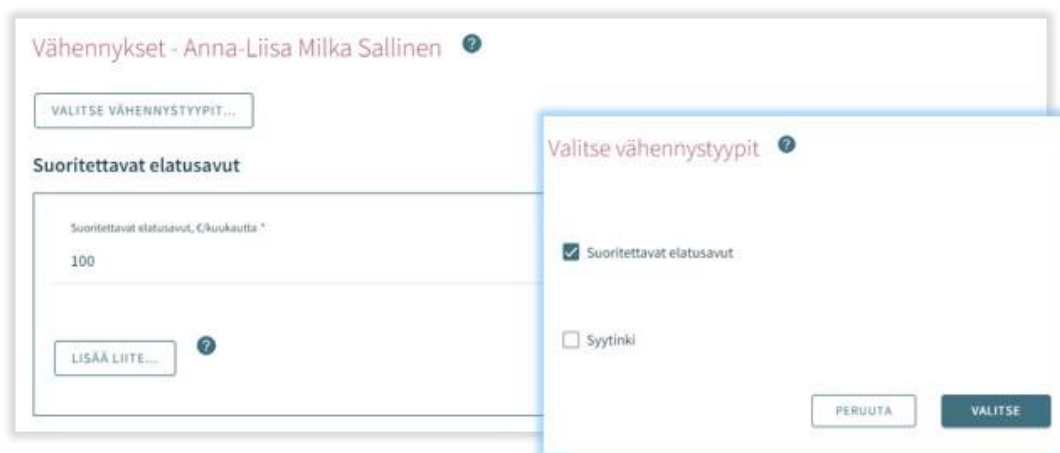 Vähennykset - Anna-Liisa Milka Sallinen ?
VALITSE VÄHENNYSTYYPIT...
Suoritettavat elatusavut
Suoritettavat elatusavut, €/kuukautta *
100
LISÄÄ LIITE... ?
Valitse vähennystyypit ?
Suoritettavat elatusavut
Syytinki
PERUUTA VALITSE